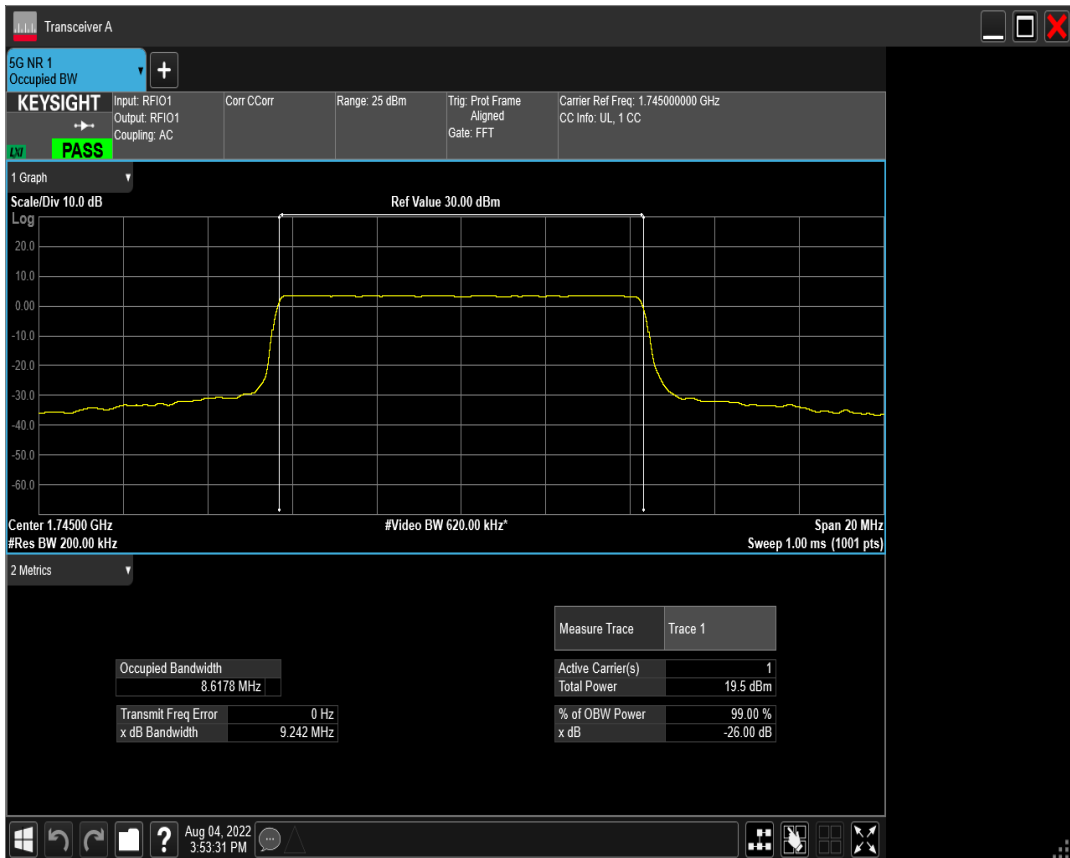 Transceiver A
5G NR 1
Occupied BW
+
KEYSIGHT
LXI
PASS
Input: RFIO1
Output: RFIO1
Coupling: AC
Corr CCorr
Range: 25 dBm
Trig: Prot Frame
Aligned
Gate: FFT
Carrier Ref Freq: 1.745000000 GHz
CC Info: UL, 1 CC
1 Graph
Scale/Div 10.0 dB
Ref Value 30.00 dBm
Log
20.0
10.0
0.00
-10.0
-20.0
-30.0
-40.0
-50.0
-60.0
Center 1.74500 GHz
#Video BW 620.00 kHz*
Span 20 MHz
#Res BW 200.00 kHz
Sweep 1.00 ms (1001 pts)
2 Metrics
Measure Trace Trace 1
Occupied Bandwidth
8.6178 MHz
Active Carrier(s) 1
Total Power 19.5 dBm
Transmit Freq Error 0 Hz
x dB Bandwidth 9.242 MHz
% of OBW Power 99.00 %
x dB -26.00 dB
?
Aug 04, 2022
3:53:31 PM